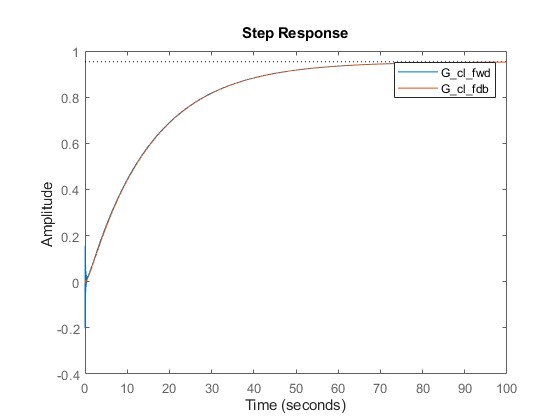 Step Response
G_cl_fwd
G_cl_fdb
1
0.8
0.6
0.4
0.2
0
-0.2
-0.4
Amplitude
0 10 20 30 40 50 60 70 80 90 100
Time (seconds)